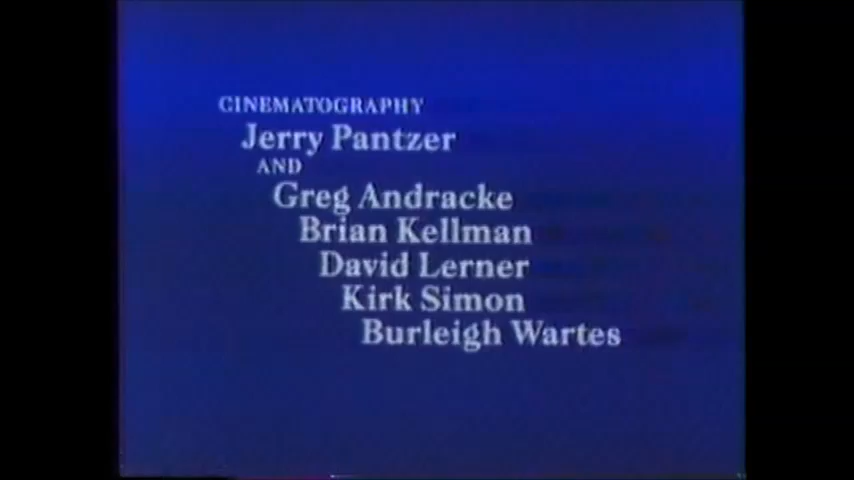 CINEMATOGRAPHY
Jerry Pantzer
AND
Greg Andracke
Brian Kellman
David Lerner
Kirk Simon
Burleigh Wartes